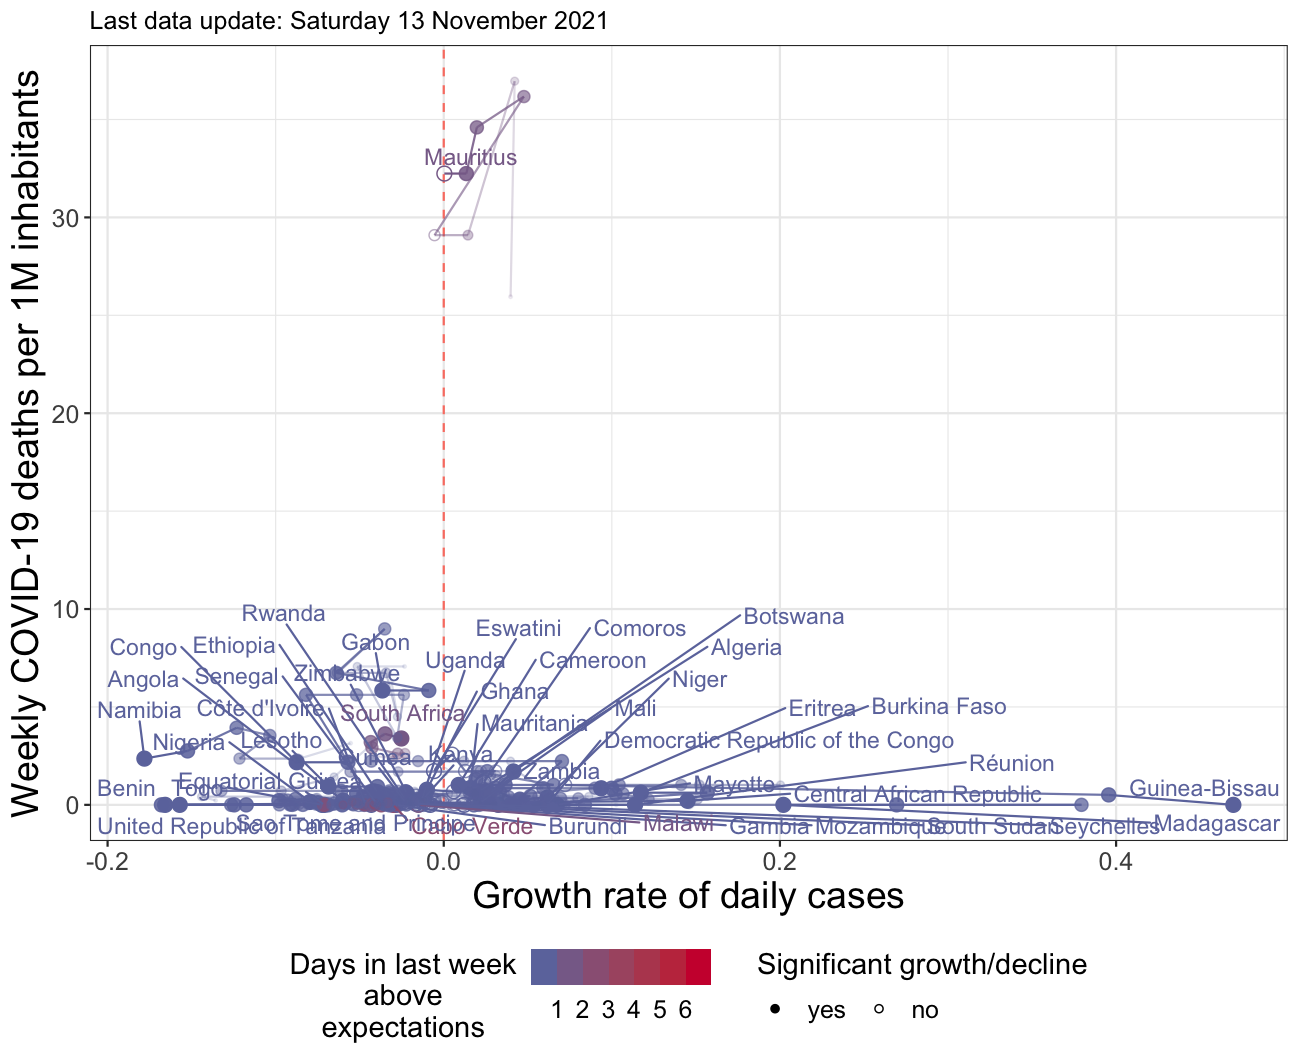 Last data update: Saturday 13 November 2021
Weekly COVID-19 deaths per 1M inhabitants
30
20
10
0
Mauritius
Rwanda
Botswana
Eswatini
Comoros
Congo
Ethiopia
Gabon
Algeria
Uganda
Cameroon
Angola
Senegal
Zimbabwe
Niger
Ghana
Namibia
Côte d'Ivoire
South Africa
Mali
Eritrea
Burkina Faso
Mauritania
Nigeria
Lesotho
Democratic Republic of the Congo
Guinea
Kenya
Réunion
Zambia
Benin
Togo
Equatorial Guinea
Mayotte
Central African Republic
Guinea-Bissau
United Republic of Tanzania
Sao Tome and Principe
Cabo Verde
Burundi
Malawi
Gambia
Mozambique
South Sudan
Seychelles
Madagascar
-0.2
0.0
0.2
0.4
Growth rate of daily cases
Days in last week
above
expectations
1 2 3 4 5 6
Significant growth/decline
yes
no